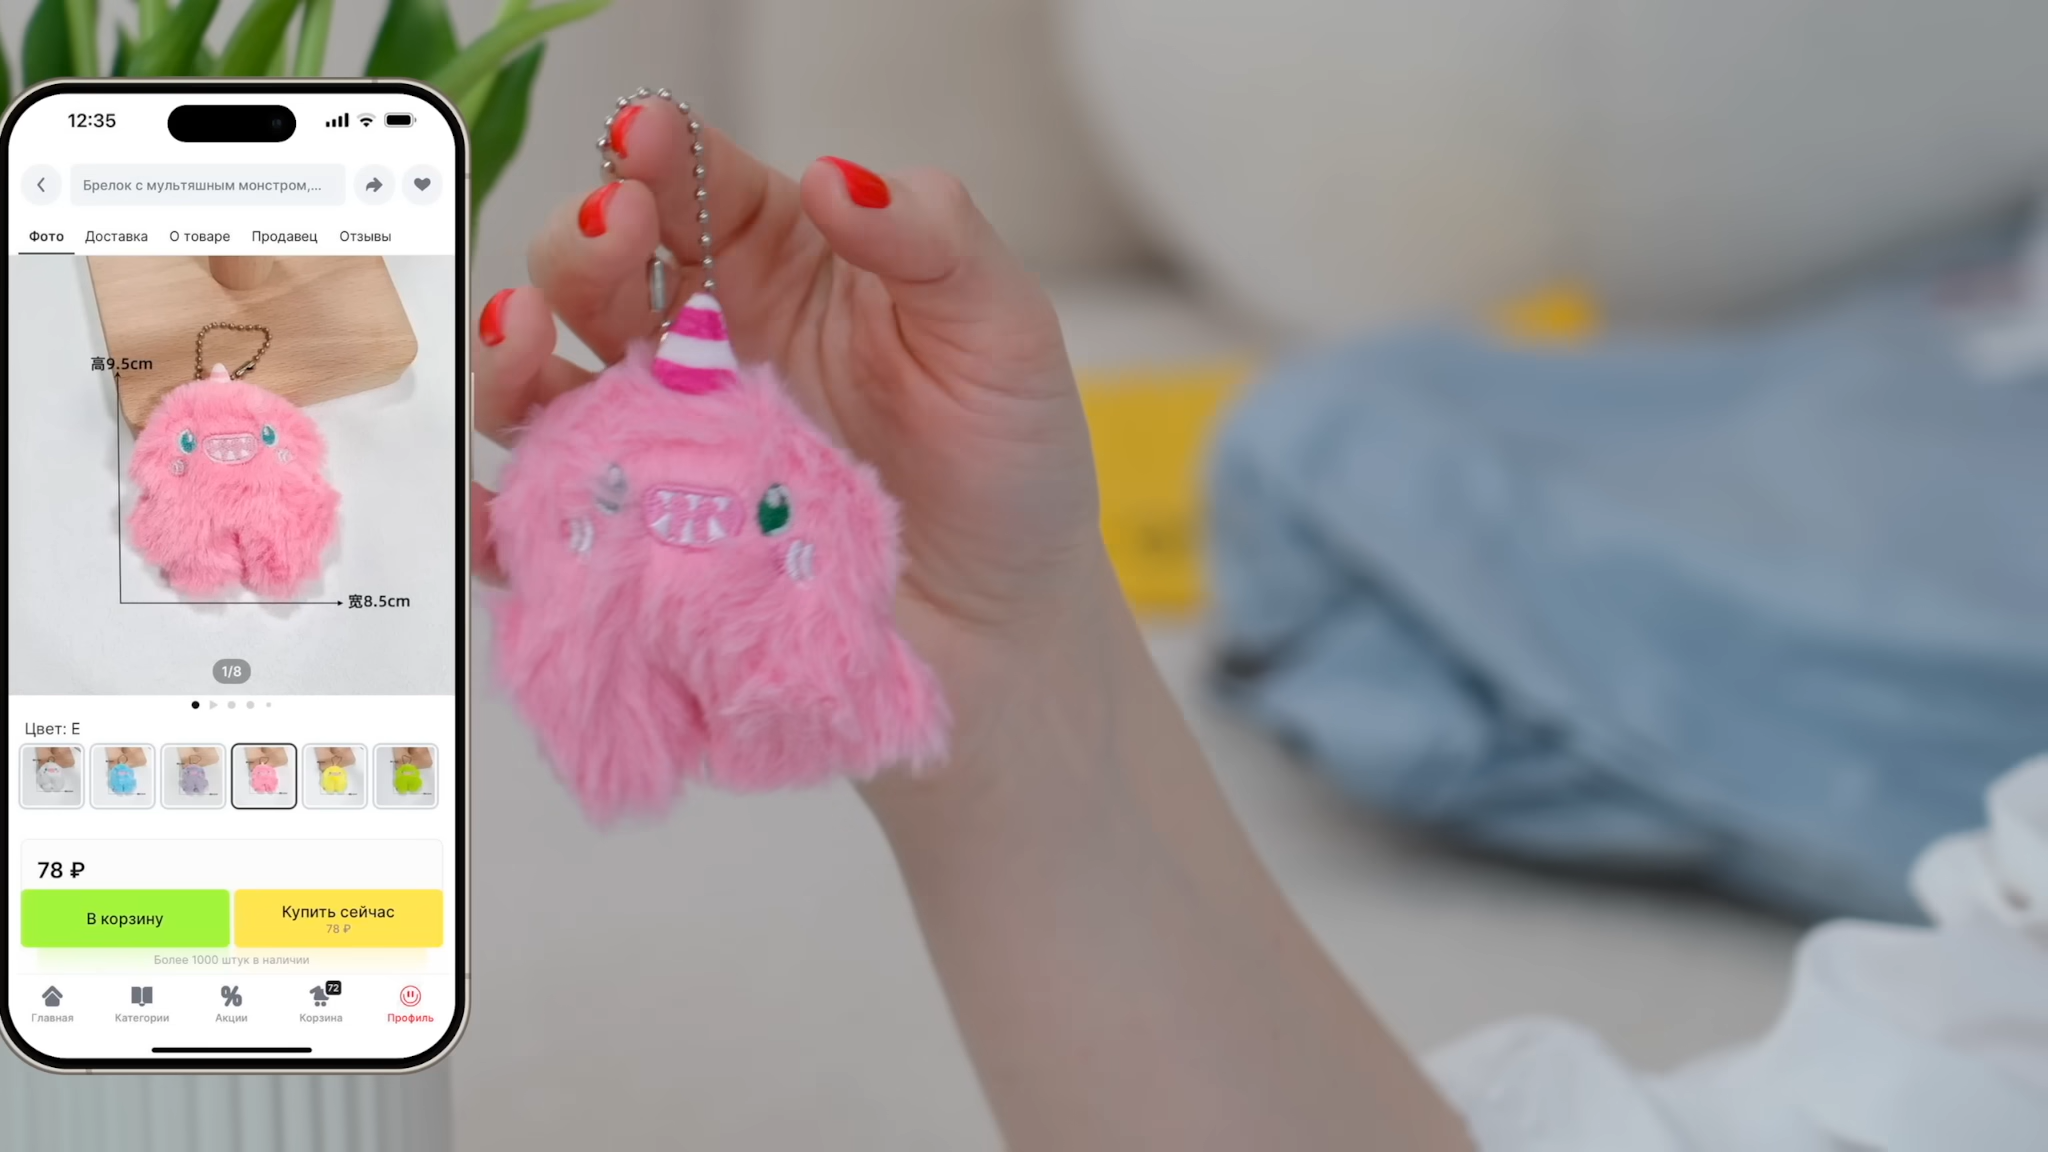 12:35
Брелок с мультяшным монстром,...
Фото Доставка О товаре Продавец Отзывы
高9.5cm
宽8.5cm
1/8
Цвет: E
78 ₽
В корзину
Купить сейчас
78 ₽
Более 1000 штук в наличии
72
Главная Категории Акции Корзина Профиль